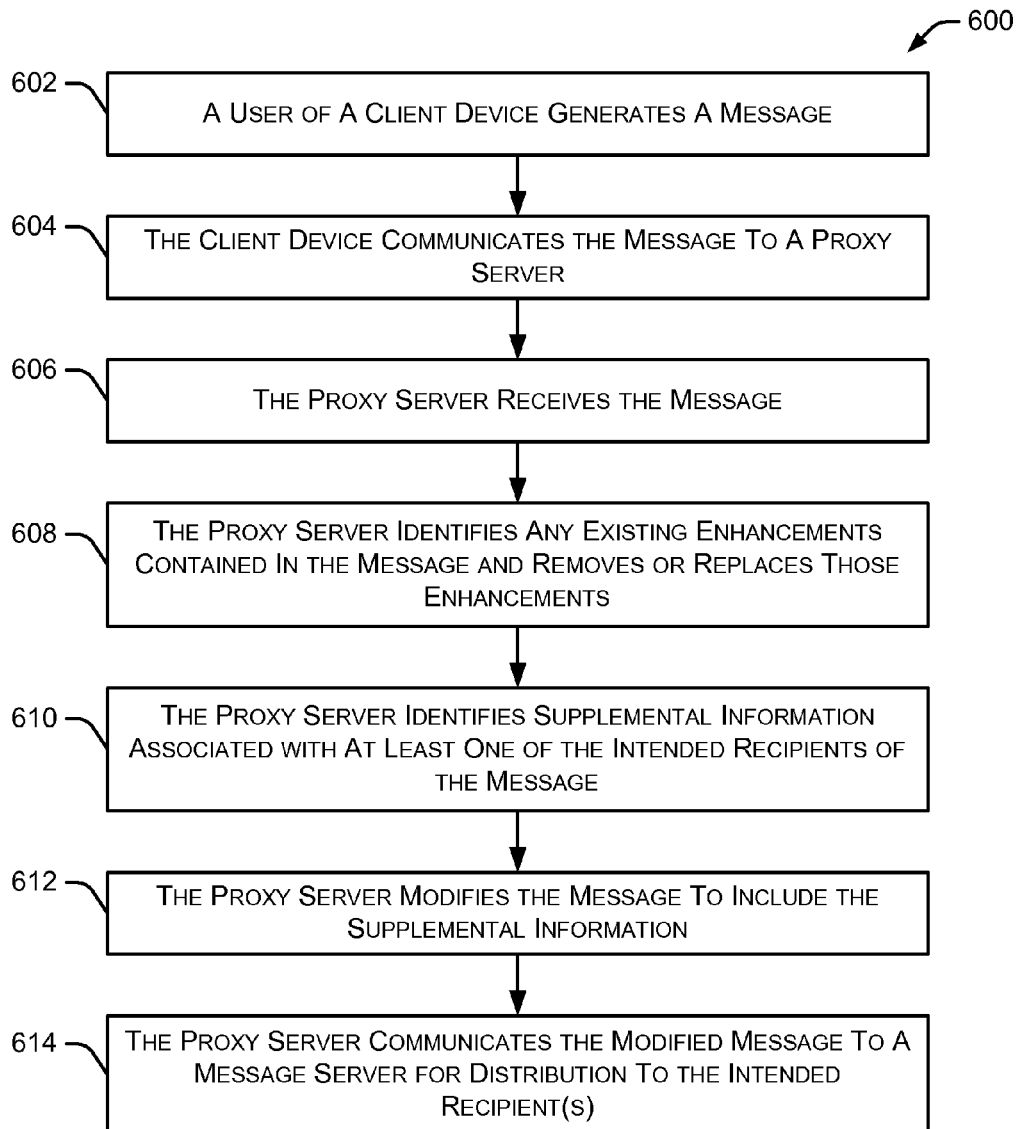 600
602
A USER OF A CLIENT DEVICE GENERATES A MESSAGE
604
THE CLIENT DEVICE COMMUNICATES THE MESSAGE TO A PROXY
SERVER
606
THE PROXY SERVER RECEIVES THE MESSAGE
608
THE PROXY SERVER IDENTIFIES ANY EXISTING ENHANCEMENTS
CONTAINED IN THE MESSAGE AND REMOVES OR REPLACES THOSE
ENHANCEMENTS
610
THE PROXY SERVER IDENTIFIES SUPPLEMENTAL INFORMATION
ASSOCIATED WITH AT LEAST ONE OF THE INTENDED RECIPIENTS OF
THE MESSAGE
612
THE PROXY SERVER MODIFIES THE MESSAGE TO INCLUDE THE
SUPPLEMENTAL INFORMATION
614
THE PROXY SERVER COMMUNICATES THE MODIFIED MESSAGE TO A
MESSAGE SERVER FOR DISTRIBUTION TO THE INTENDED
RECIPIENT(S)